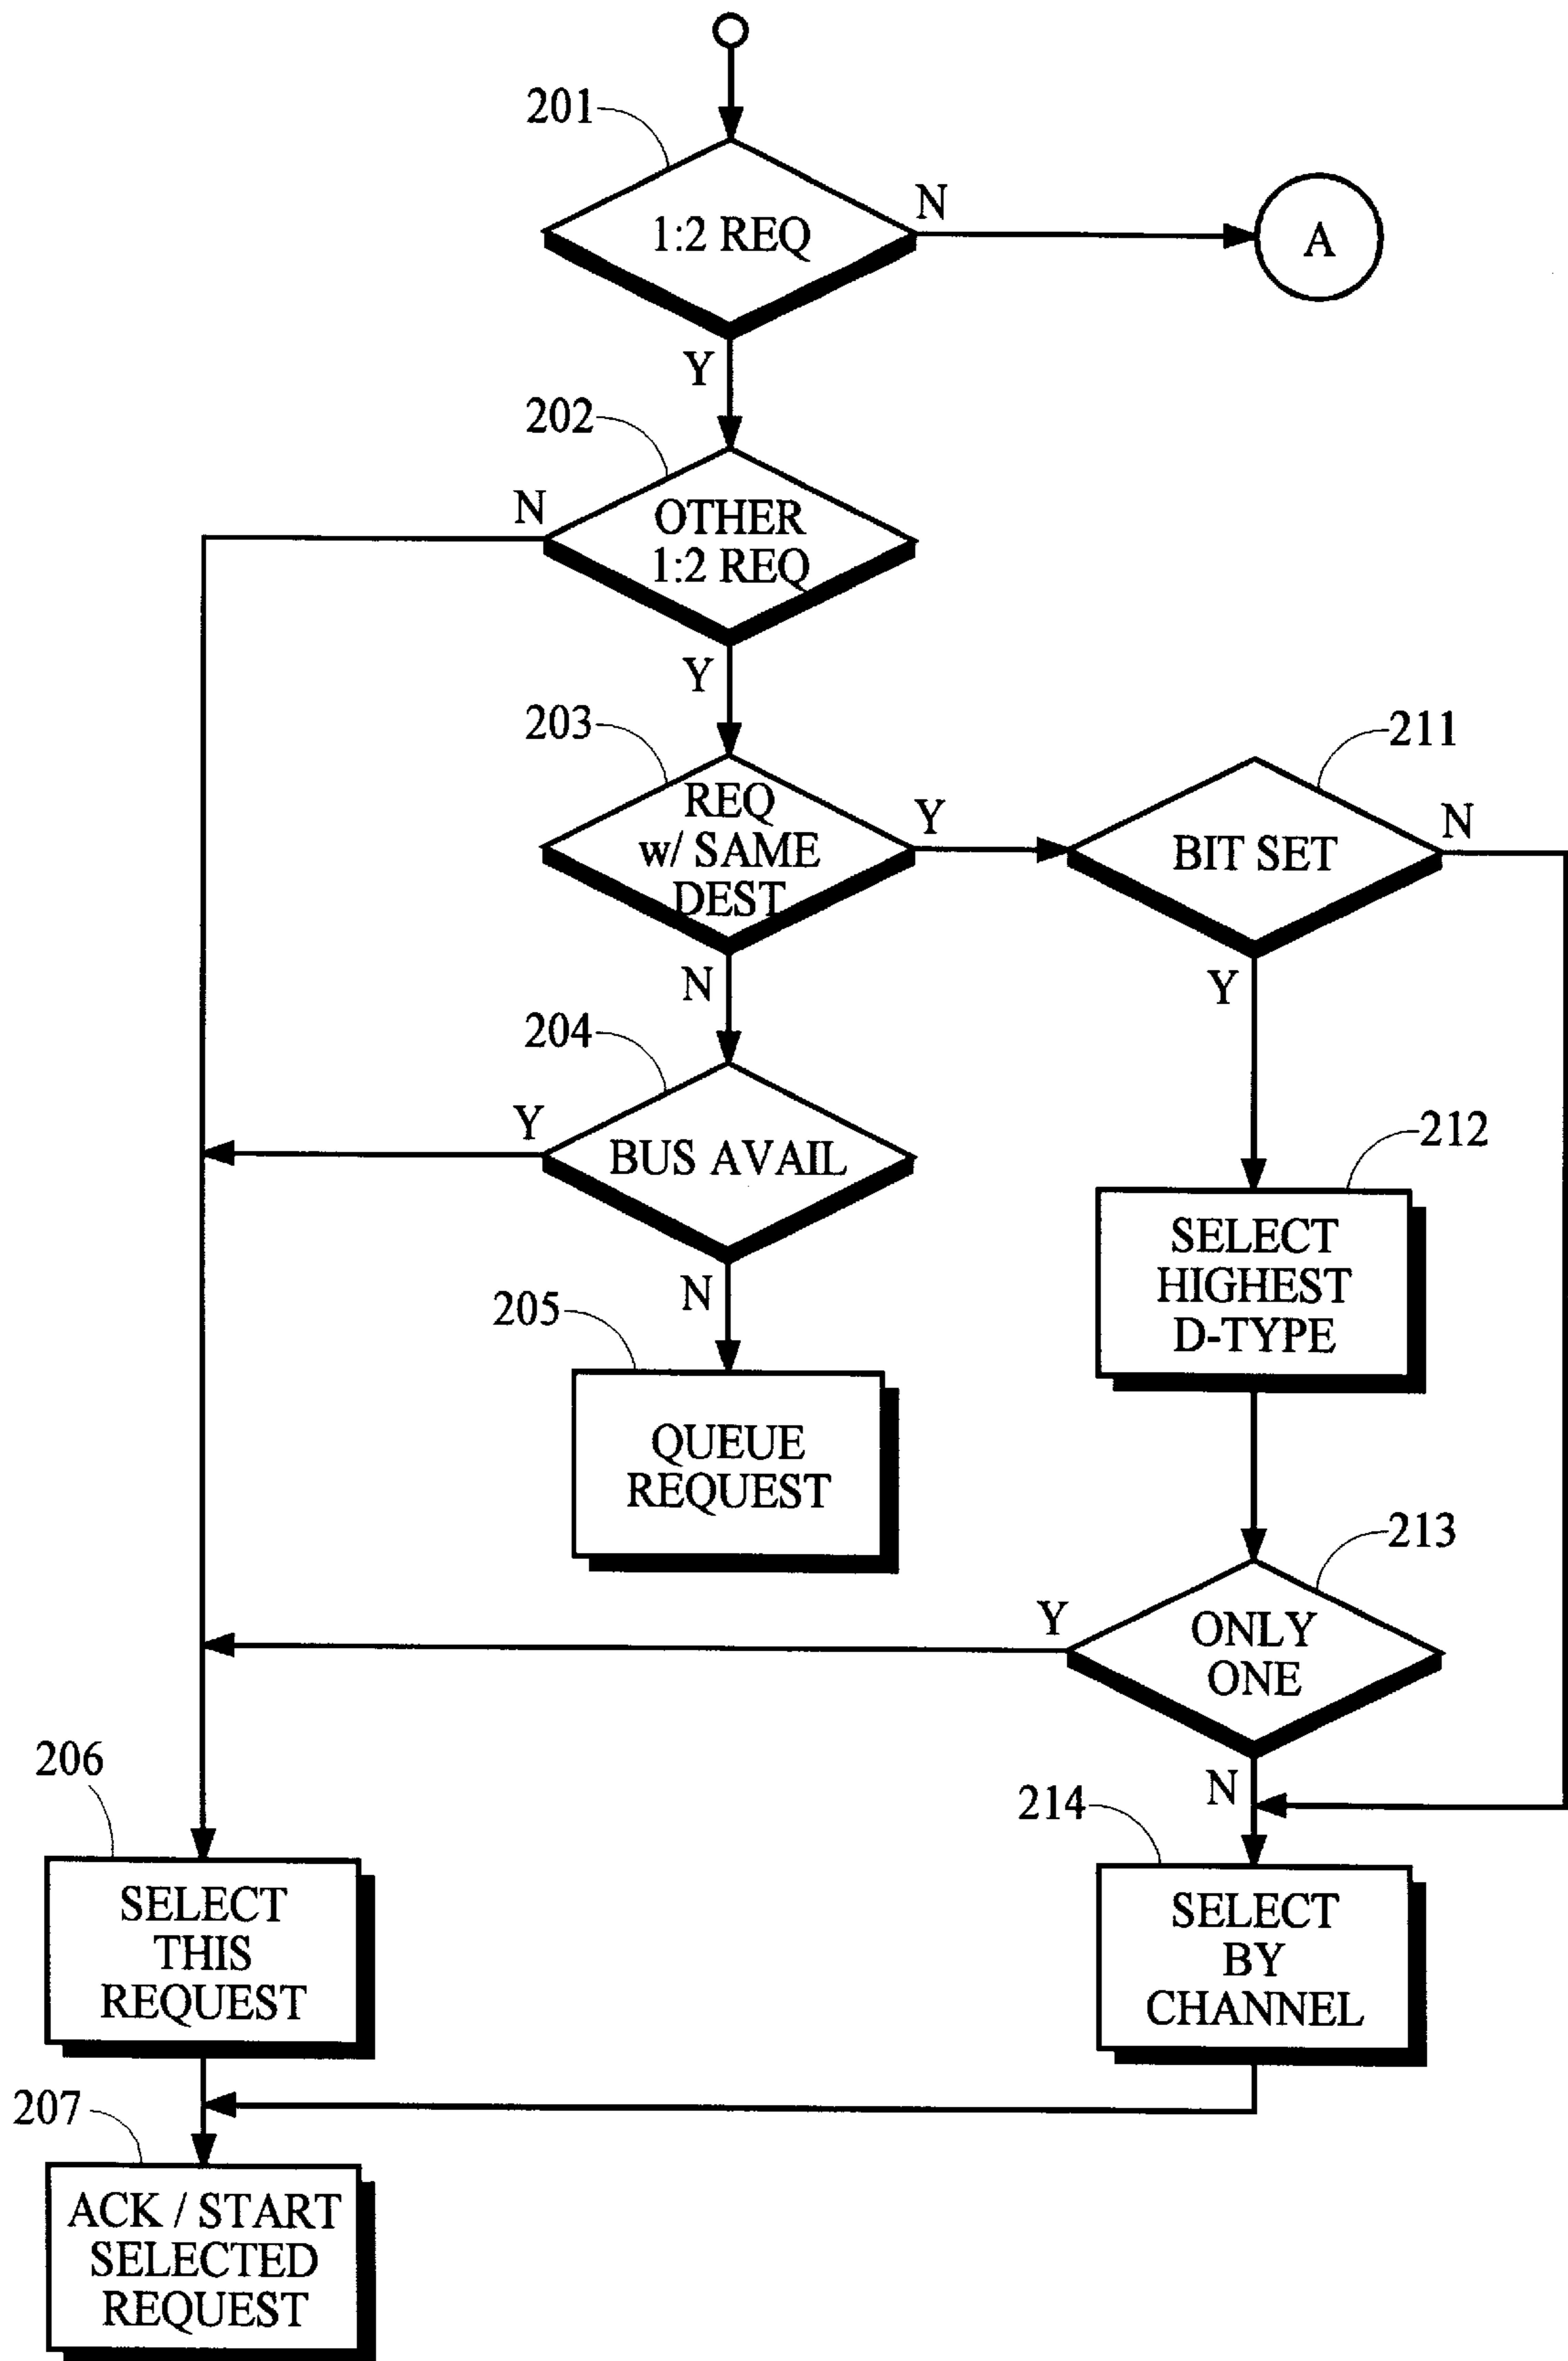 201
1:2 REQ
N
A
Y
202
N
OTHER
1:2 REQ
Y
203
REQ
w/ SAME
DEST
Y
211
BIT SET
N
N
Y
204
Y
BUS AVAIL
212
SELECT
HIGHEST
D-TYPE
N
205
QUEUE
REQUEST
213
Y
ONLY
ONE
N
206
SELECT
THIS
REQUEST
214
SELECT
BY
CHANNEL
207
ACK / START
SELECTED
REQUEST